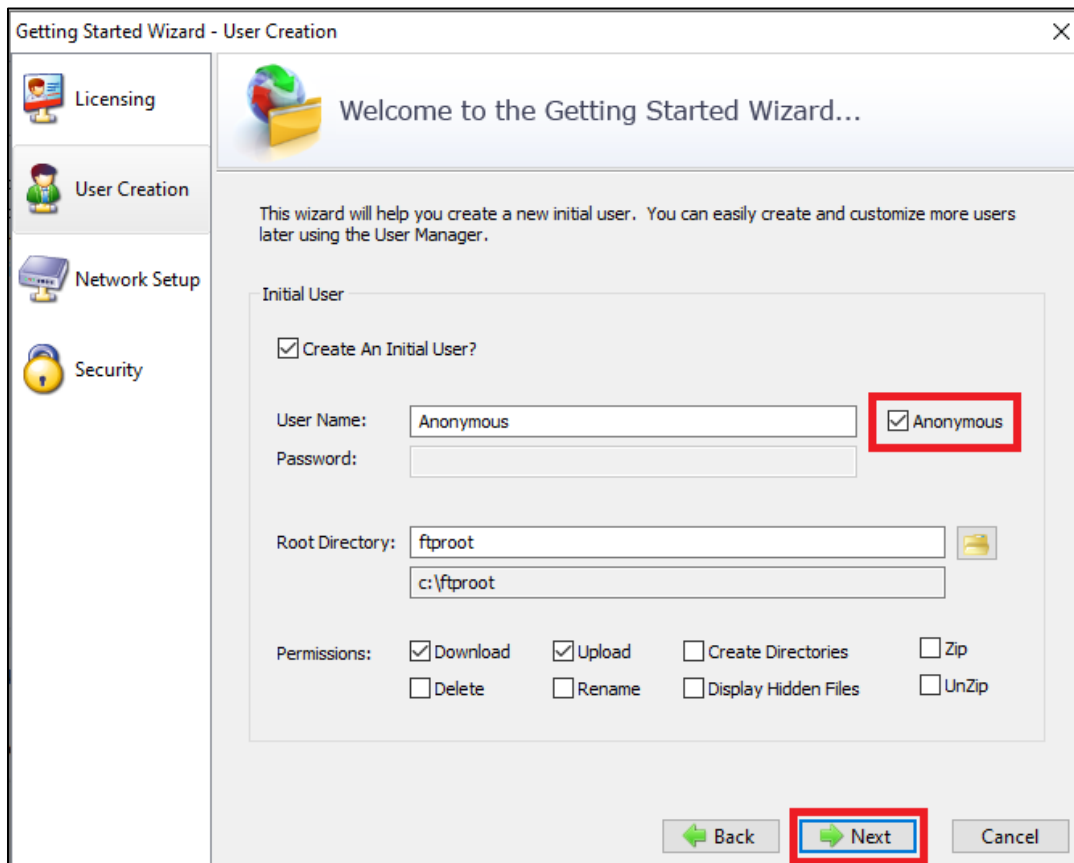 Getting Started Wizard - User Creation
Licensing
User Creation
Network Setup
Security
Welcome to the Getting Started Wizard...
This wizard will help you create a new initial user.  You can easily create and customize more users
later using the User Manager.
Initial User
Create An Initial User?
User Name: Anonymous Anonymous
Password:
Root Directory: ftproot
c:\ftproot
Permissions: Download Upload Create Directories Zip
Delete Rename Display Hidden Files UnZip
Back Next Cancel